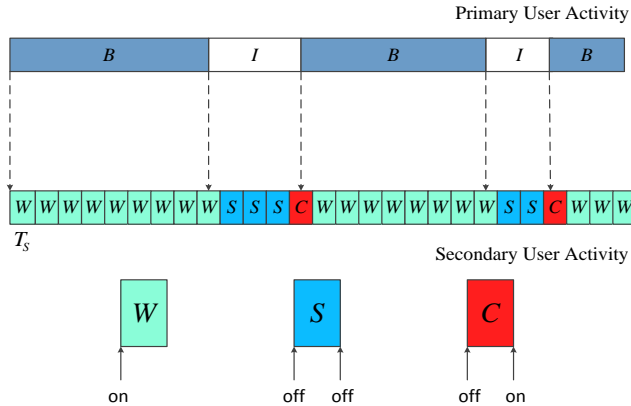 Primary User Activity
B I B I B
W W W W W W W W W S S S C W W W W W W W W S S C W W W
T_S
Secondary User Activity
W S C
on off off off on